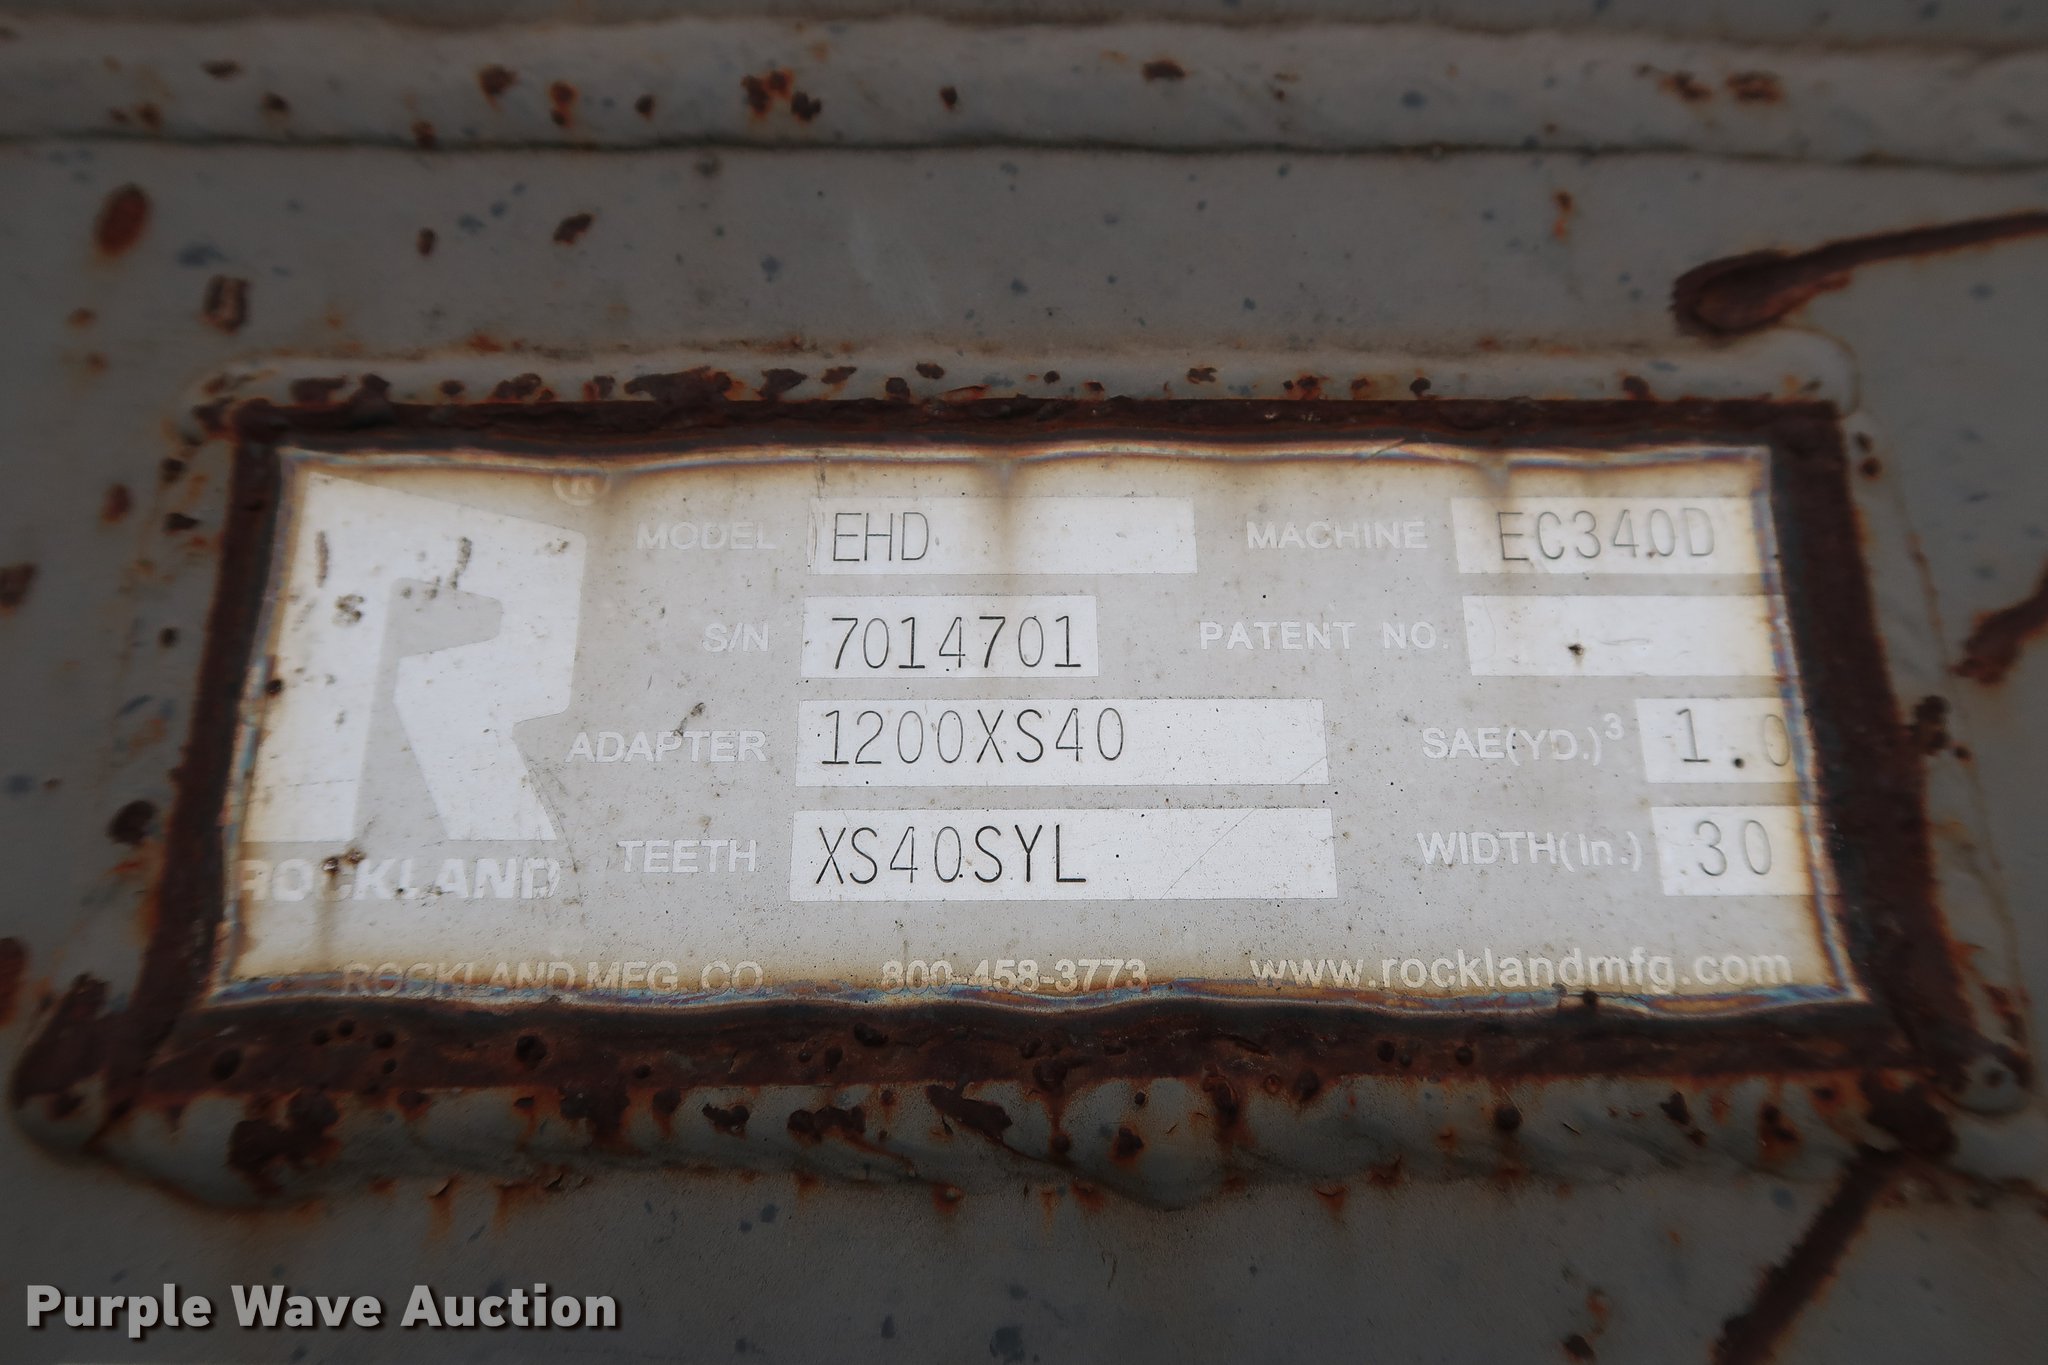 ®
MODEL EHD MACHINE EC340D
S/N 7014701 PATENT NO.
ADAPTER 1200XS40 SAE(YD.)³ 1.0
TEETH XS40SYL WIDTH(in.) 30
ROCKLAND
ROCKLAND MFG. CO. 800-458-3773 www.rocklandmfg.com
Purple Wave Auction